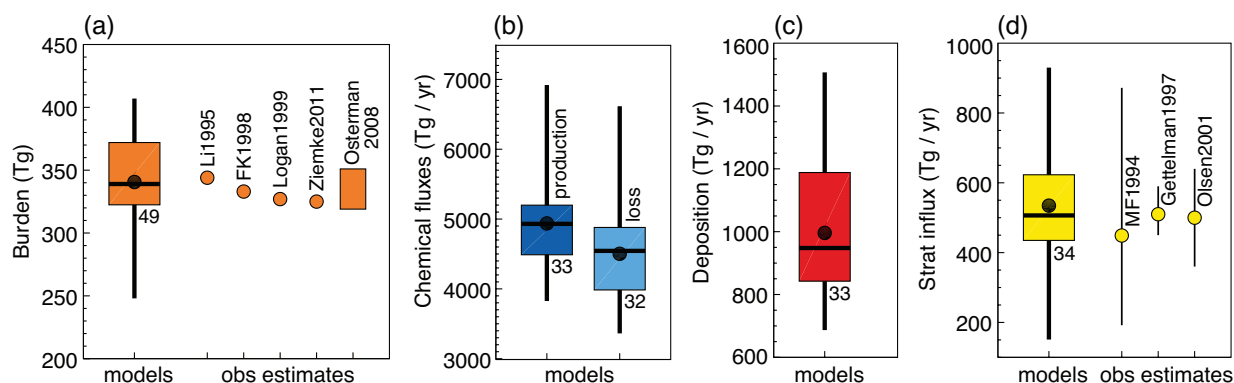 (a)
Burden (Tg)
450
400
350
300
250
200
49
Li1995
FK1998
Logan1999
Ziemke2011
Osterman
2008
models
obs estimates
(b)
Chemical fluxes (Tg / yr)
7000
6000
5000
4000
3000
production
33
loss
32
models
(c)
Deposition (Tg / yr)
1600
1400
1200
1000
800
600
33
models
(d)
Strat influx (Tg / yr)
1000
800
600
400
200
34
MF1994
Gettelman1997
Olsen2001
models
obs estimates